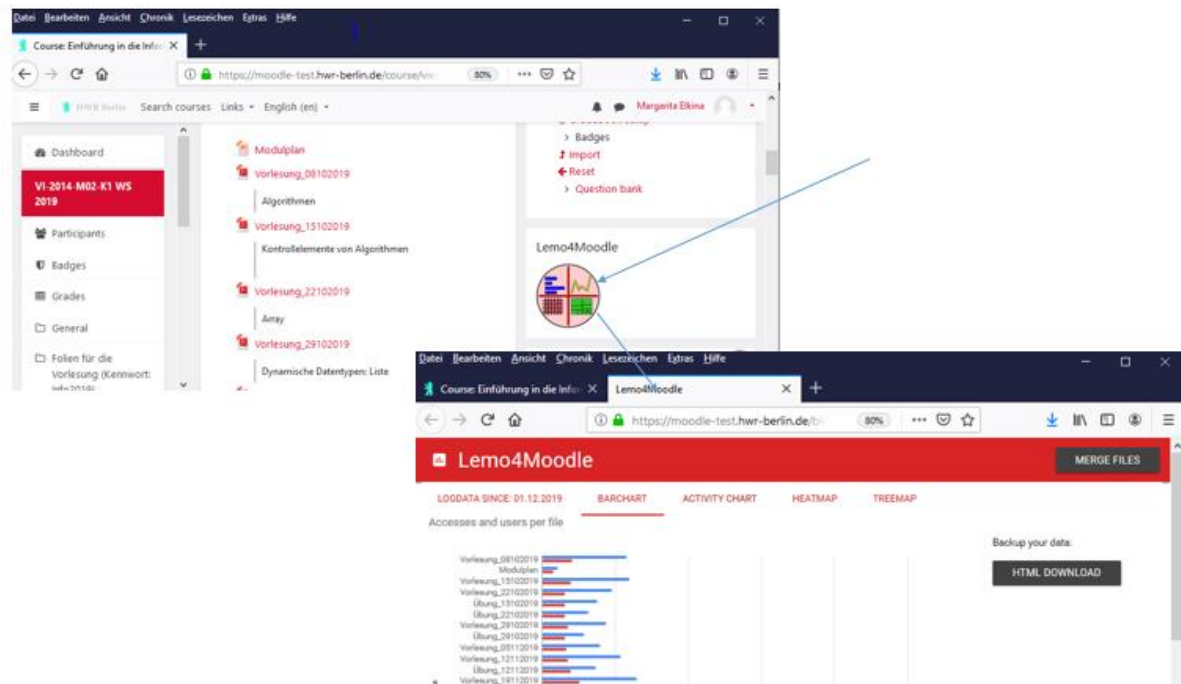 Datei Bearbeiten Ansicht Chronik Lesezeichen Extras Hilfe
Course: Einführung in die Infor
https://moodle-test.hwr-berlin.de/course/vie
80%
HWR Berlin Search courses Links English (en) Margarita Elkina
Dashboard
VI-2014-M02-K1 WS
2019
Participants
Badges
Grades
General
Folien für die
Vorlesung (Kennwort:
Modulplan
Vorlesung_08102019
Algorithmen
Vorlesung_15102019
Kontrollelemente von Algorithmen
Vorlesung_22102019
Array
Vorlesung_29102019
Dynamische Datentypen: Liste
Badges
Import
Reset
Question bank
Lemo4Moodle
Datei Bearbeiten Ansicht Chronik Lesezeichen Extras Hilfe
Course: Einführung in die Infor Lemo4Moodle
https://moodle-test.hwr-berlin.de/bl
80%
Lemo4Moodle MERGE FILES
LOGDATA SINCE: 01.12.2019 BARCHART ACTIVITY CHART HEATMAP TREEMAP
Accesses and users per file
Backup your data:
HTML DOWNLOAD
Vorlesung_08102019
Modulplan
Vorlesung_15102019
Vorlesung_22102019
Übung_15102019
Übung_22102019
Vorlesung_29102019
Übung_29102019
Vorlesung_05112019
Vorlesung_12112019
Übung_12112019
Vorlesung_19112019